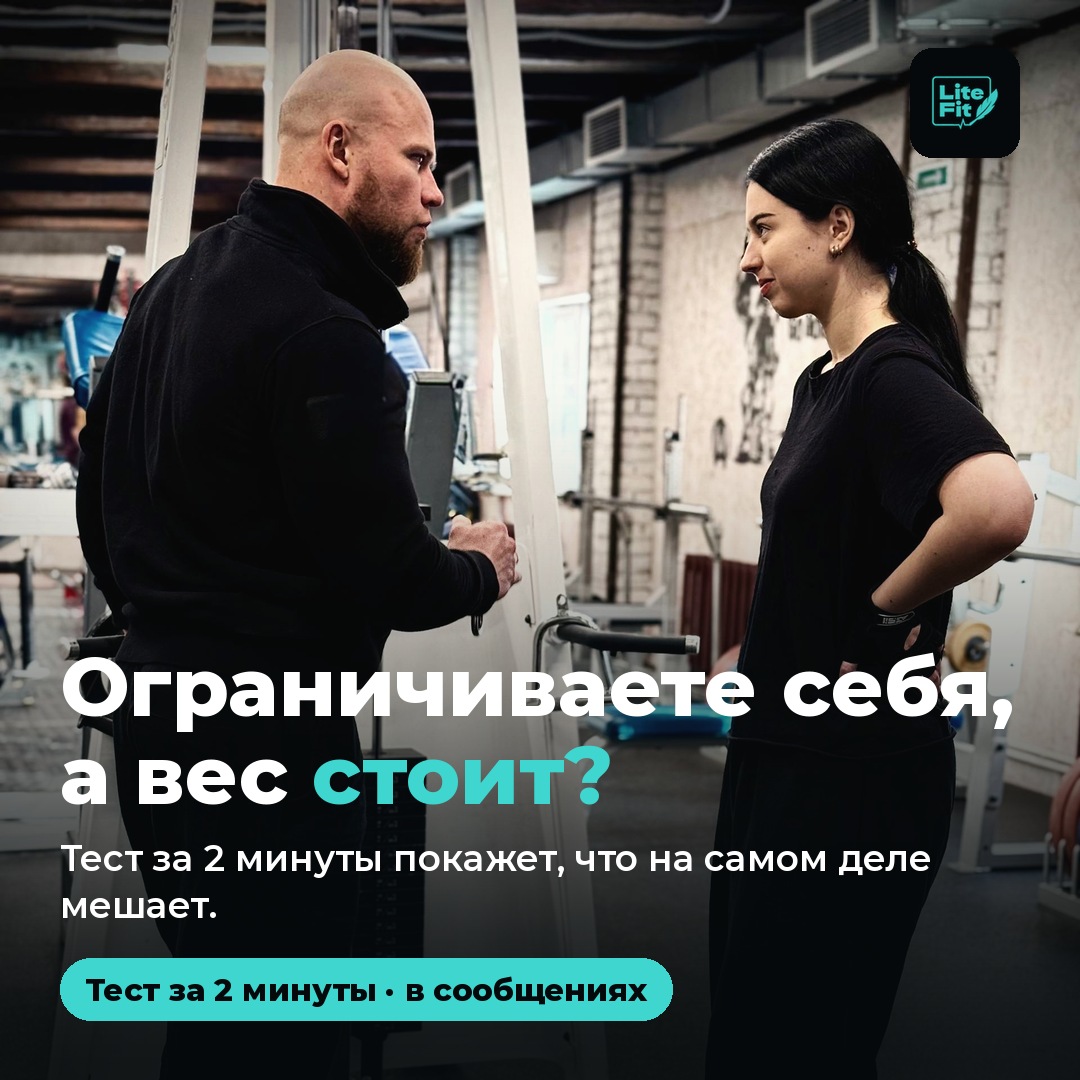 Lite
Fit
Ограничиваете себя,
а вес стоит?
Тест за 2 минуты покажет, что на самом деле
мешает.
Тест за 2 минуты · в сообщениях